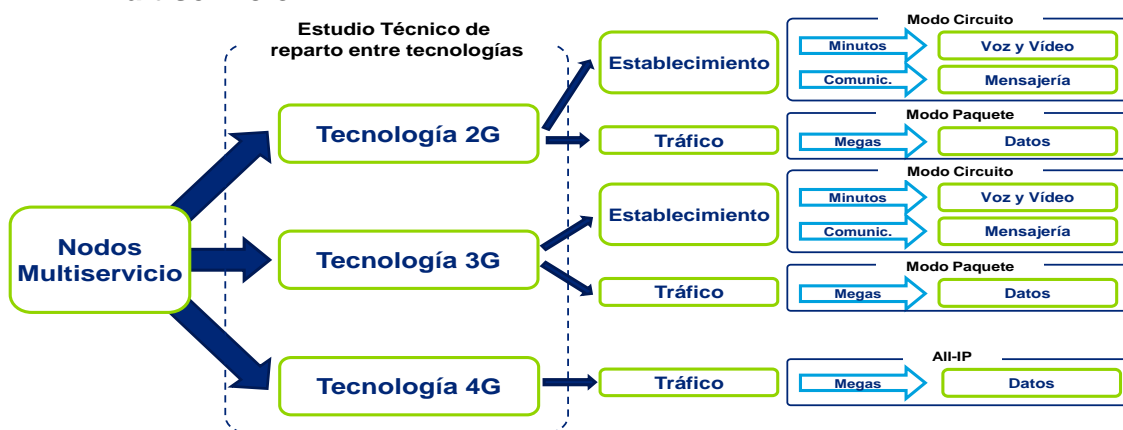 Estudio Técnico de
reparto entre tecnologías
Modo Circuito
Establecimiento
Minutos
Voz y Vídeo
Comunic.
Mensajería
Tecnología 2G
Modo Paquete
Tráfico
Megas
Datos
Modo Circuito
Establecimiento
Minutos
Voz y Vídeo
Comunic.
Mensajería
Nodos
Multiservicio
Tecnología 3G
Modo Paquete
Tráfico
Megas
Datos
All-IP
Tecnología 4G
Tráfico
Megas
Datos